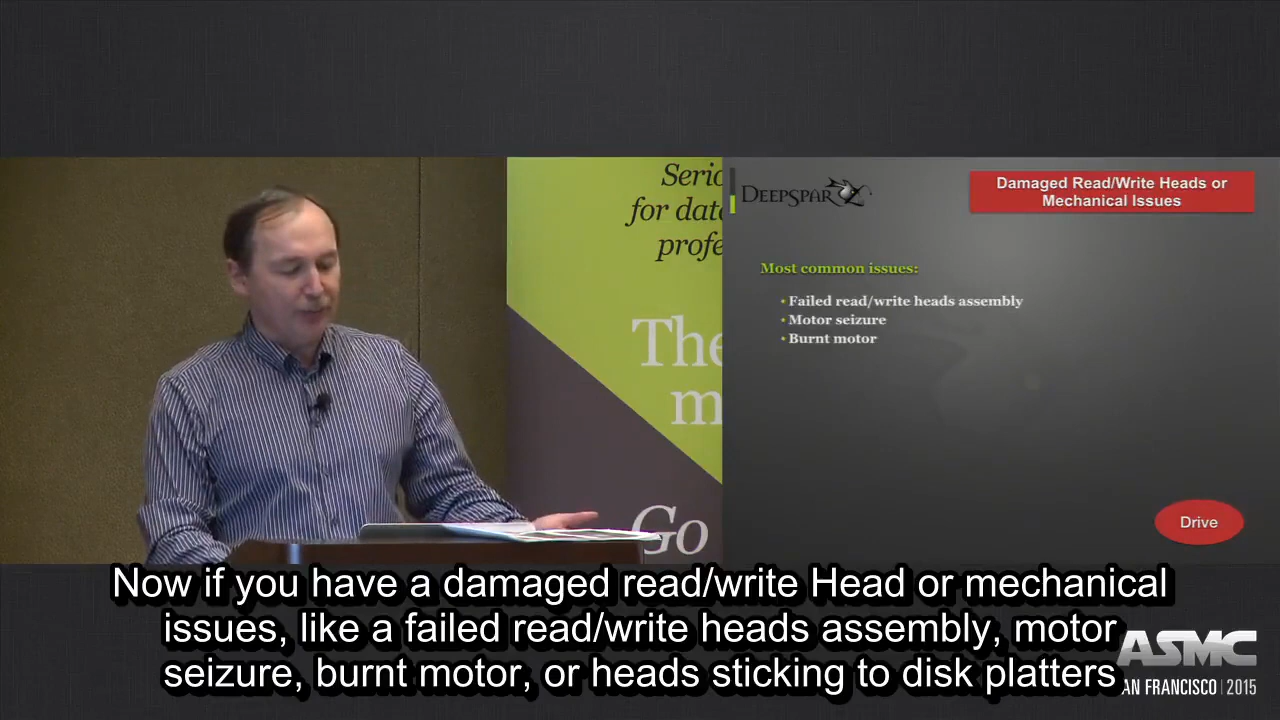 Serio
for data
profe
The
m
Go
DEEPSPAR
Damaged Read/Write Heads or
Mechanical Issues
Most common issues:
• Failed read/write heads assembly
• Motor seizure
• Burnt motor
Drive
Now if you have a damaged read/write Head or mechanical
issues, like a failed read/write heads assembly, motor
seizure, burnt motor, or heads sticking to disk platters
ASMC
AN FRANCISCO | 2015